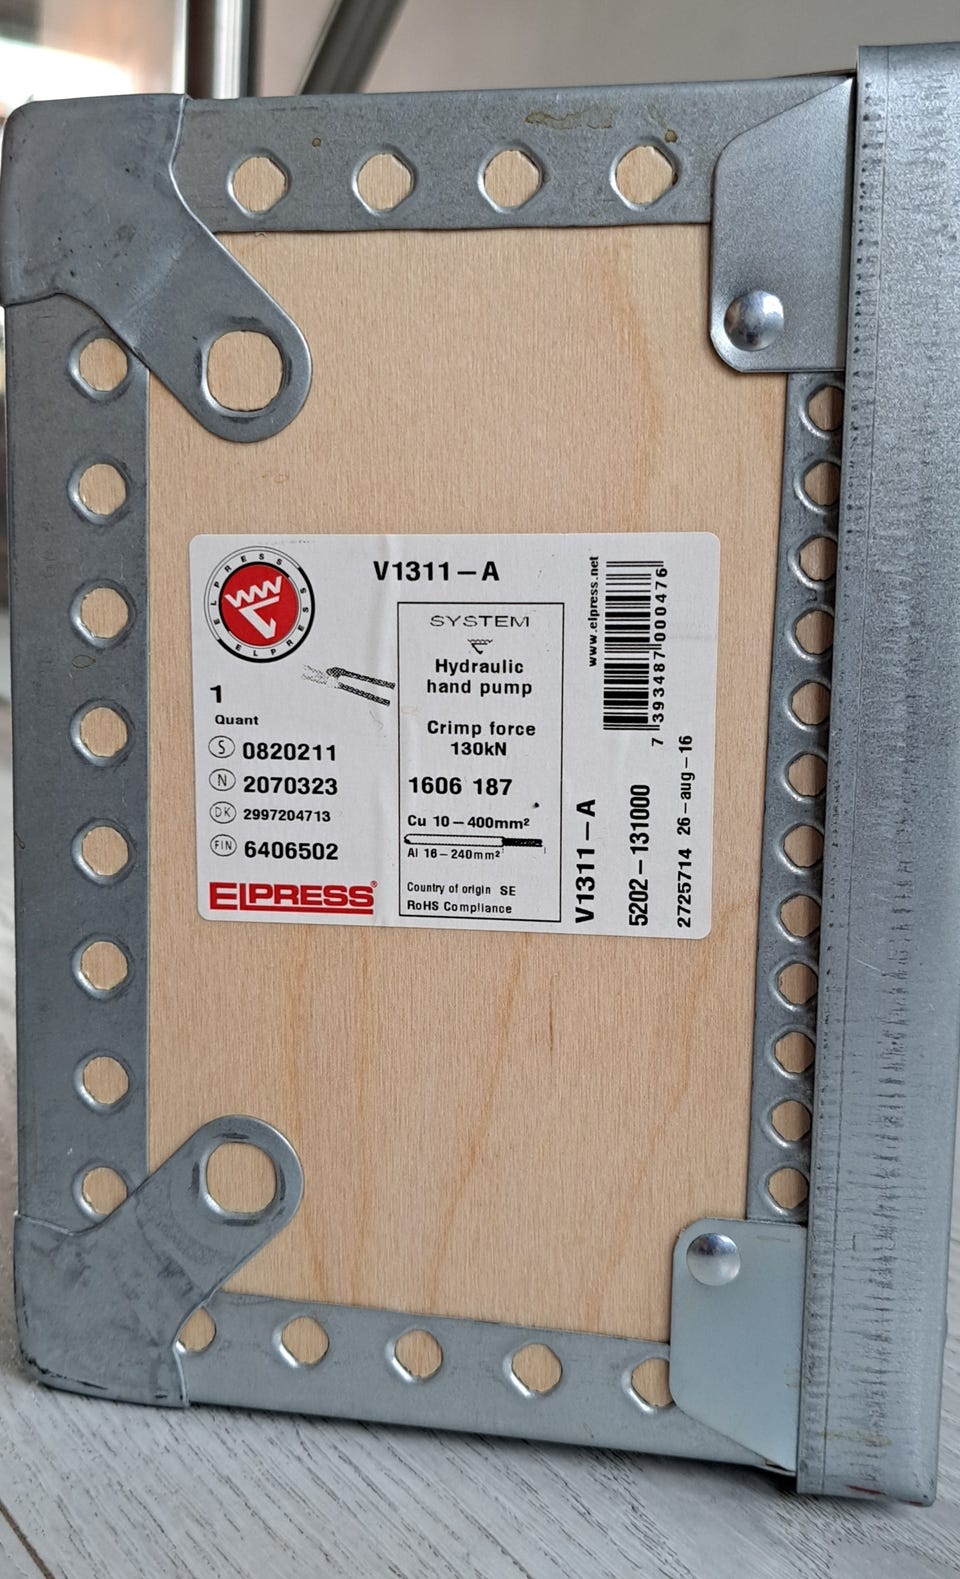 V1311-A
ELPRESS
ELPRESS
ELPRESS
1
Quant
S 0820211
N 2070323
DK 2997204713
FIN 6406502
ELPRESS®
SYSTEM
Hydraulic
hand pump
Crimp force
130kN
1606 187
Cu 10-400mm²
Al 16-240mm²
Country of origin SE
RoHS Compliance
www.elpress.net
7 393487 000476
V1311-A
5202-131000
2725714 26-aug-16